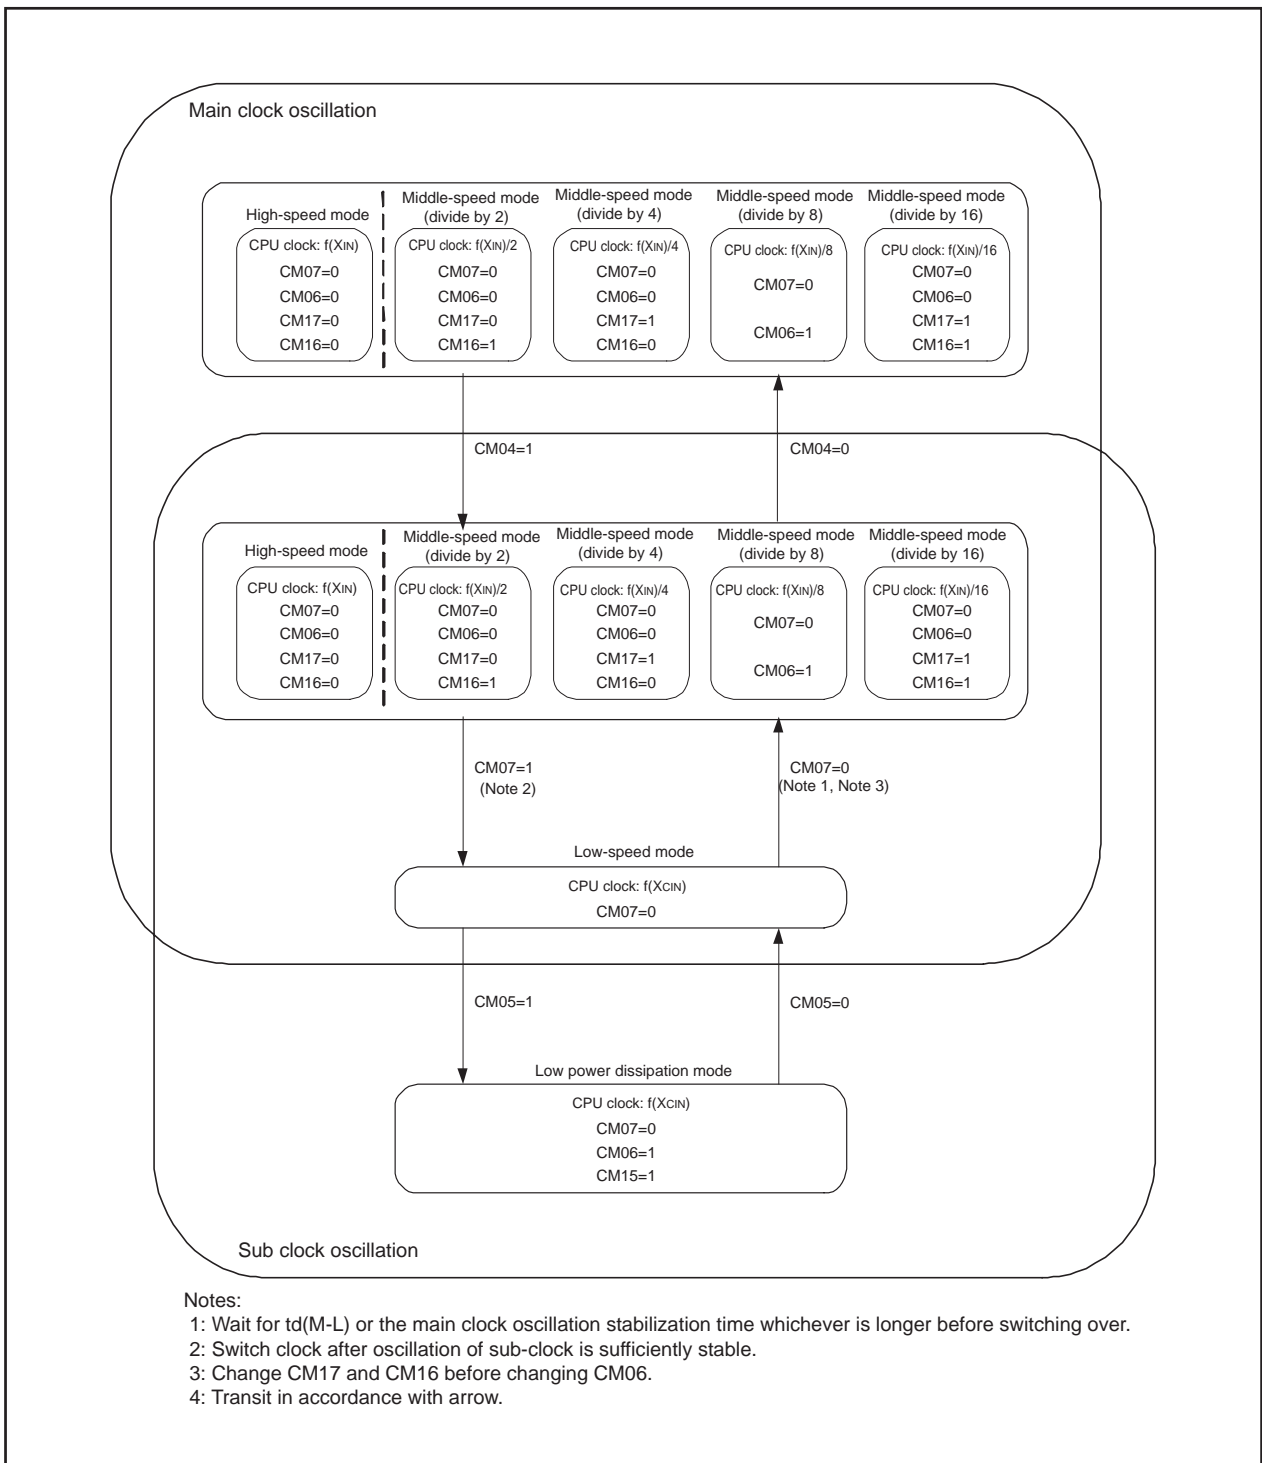 Main clock oscillation
High-speed mode
CPU clock: f(XIN)
CM07=0
CM06=0
CM17=0
CM16=0
Middle-speed mode
(divide by 2)
CPU clock: f(XIN)/2
CM07=0
CM06=0
CM17=0
CM16=1
Middle-speed mode
(divide by 4)
CPU clock: f(XIN)/4
CM07=0
CM06=0
CM17=1
CM16=0
Middle-speed mode
(divide by 8)
CPU clock: f(XIN)/8
CM07=0
CM06=1
Middle-speed mode
(divide by 16)
CPU clock: f(XIN)/16
CM07=0
CM06=0
CM17=1
CM16=1
CM04=1
CM04=0
High-speed mode
CPU clock: f(XIN)
CM07=0
CM06=0
CM17=0
CM16=0
Middle-speed mode
(divide by 2)
CPU clock: f(XIN)/2
CM07=0
CM06=0
CM17=0
CM16=1
Middle-speed mode
(divide by 4)
CPU clock: f(XIN)/4
CM07=0
CM06=0
CM17=1
CM16=0
Middle-speed mode
(divide by 8)
CPU clock: f(XIN)/8
CM07=0
CM06=1
Middle-speed mode
(divide by 16)
CPU clock: f(XIN)/16
CM07=0
CM06=0
CM17=1
CM16=1
CM07=1
(Note 2)
CM07=0
(Note 1, Note 3)
Low-speed mode
CPU clock: f(XCIN)
CM07=0
CM05=1
CM05=0
Low power dissipation mode
CPU clock: f(XCIN)
CM07=0
CM06=1
CM15=1
Sub clock oscillation
Notes:
1: Wait for td(M-L) or the main clock oscillation stabilization time whichever is longer before switching over.
2: Switch clock after oscillation of sub-clock is sufficiently stable.
3: Change CM17 and CM16 before changing CM06.
4: Transit in accordance with arrow.